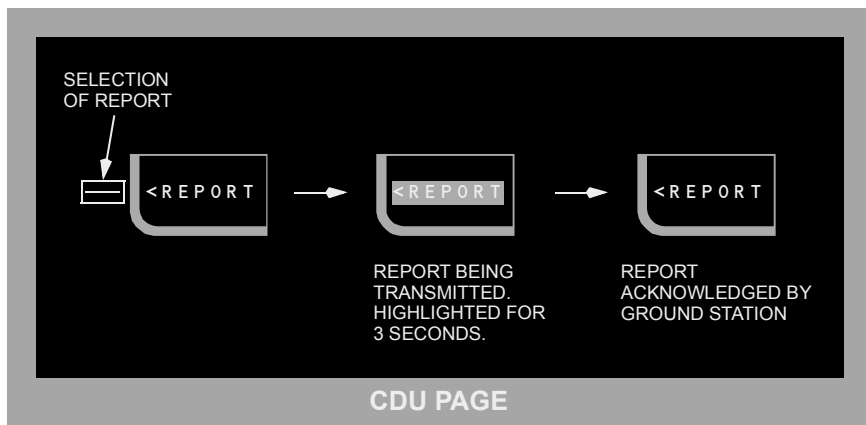 SELECTION
OF REPORT
<REPORT
<REPORT
<REPORT
REPORT BEING
TRANSMITTED.
HIGHLIGHTED FOR
3 SECONDS.
REPORT
ACKNOWLEDGED BY
GROUND STATION
CDU PAGE